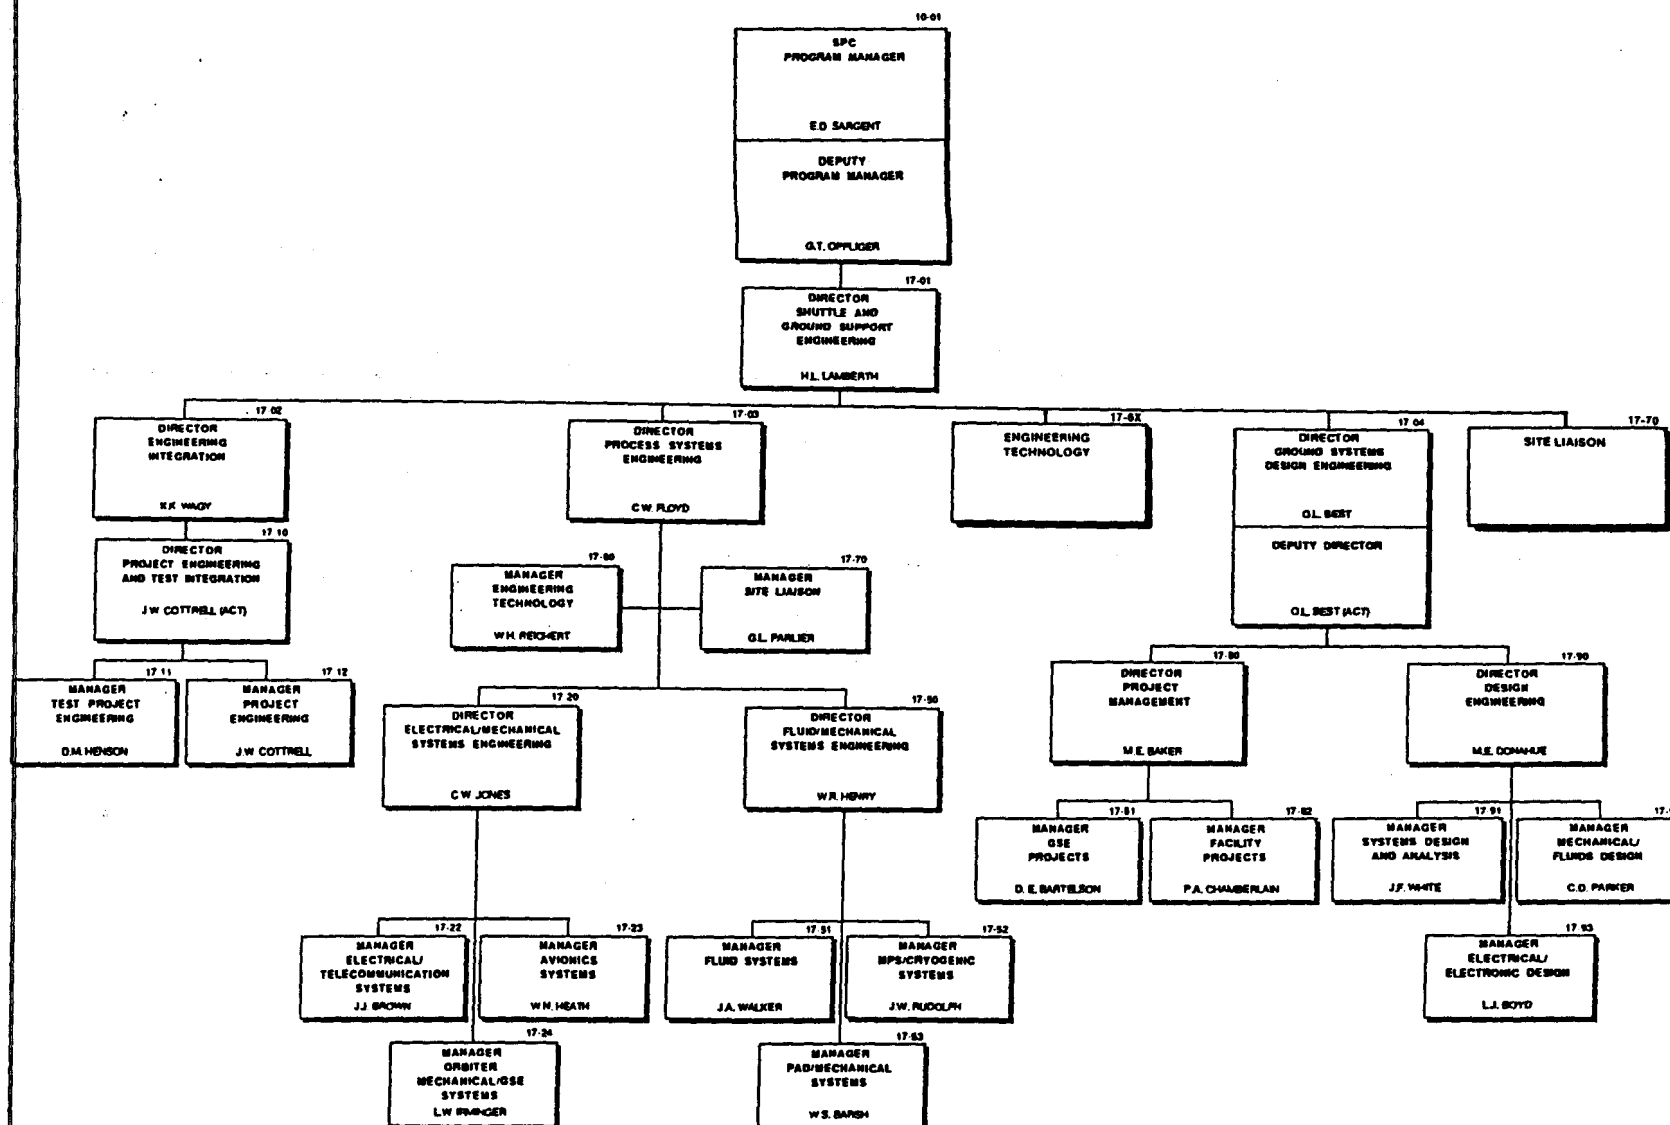 10-01
SPC
PROGRAM MANAGER
E.D. SARGENT
DEPUTY
PROGRAM MANAGER
G.T. OPPLIGER
17-01
DIRECTOR
SHUTTLE AND
GROUND SUPPORT
ENGINEERING
H.L. LAMBERTH
17-02
DIRECTOR
ENGINEERING
INTEGRATION
K.K. WAGY
17-03
DIRECTOR
PROCESS SYSTEMS
ENGINEERING
C.W. FLOYD
17-6X
ENGINEERING
TECHNOLOGY
17-04
DIRECTOR
GROUND SYSTEMS
DESIGN ENGINEERING
O.L. BEST
DEPUTY DIRECTOR
O.L. BEST (ACT)
17-70
SITE LIAISON
17-10
DIRECTOR
PROJECT ENGINEERING
AND TEST INTEGRATION
J.W. COTTRELL (ACT)
17-60
MANAGER
ENGINEERING
TECHNOLOGY
W.H. REICHERT
17-70
MANAGER
SITE LIAISON
G.L. PARLIER
17-11
MANAGER
TEST PROJECT
ENGINEERING
D.M. HENSON
17-12
MANAGER
PROJECT
ENGINEERING
J.W. COTTRELL
17-20
DIRECTOR
ELECTRICAL/MECHANICAL
SYSTEMS ENGINEERING
C.W. JONES
17-50
DIRECTOR
FLUID/MECHANICAL
SYSTEMS ENGINEERING
W.R. HENRY
17-80
DIRECTOR
PROJECT
MANAGEMENT
M.E. BAKER
17-90
DIRECTOR
DESIGN
ENGINEERING
M.E. DONAHUE
17-81
MANAGER
GSE
PROJECTS
D. E. BARTELSON
17-82
MANAGER
FACILITY
PROJECTS
P.A. CHAMBERLAIN
17-91
MANAGER
SYSTEMS DESIGN
AND ANALYSIS
J.F. WHITE
MANAGER
MECHANICAL/
FLUIDS DESIGN
C.D. PARKER
17-22
MANAGER
ELECTRICAL/
TELECOMMUNICATION
SYSTEMS
J.J. BROWN
17-23
MANAGER
AVIONICS
SYSTEMS
W.N. HEATH
17-51
MANAGER
FLUID SYSTEMS
J.A. WALKER
17-52
MANAGER
MPS/CRYOGENIC
SYSTEMS
J.W. RUDOLPH
17-93
MANAGER
ELECTRICAL/
ELECTRONIC DESIGN
L.J. BOYD
17-24
MANAGER
ORBITER
MECHANICAL/GSE
SYSTEMS
L.W. IRMINGER
17-53
MANAGER
PAD/MECHANICAL
SYSTEMS
W.S. BARSH